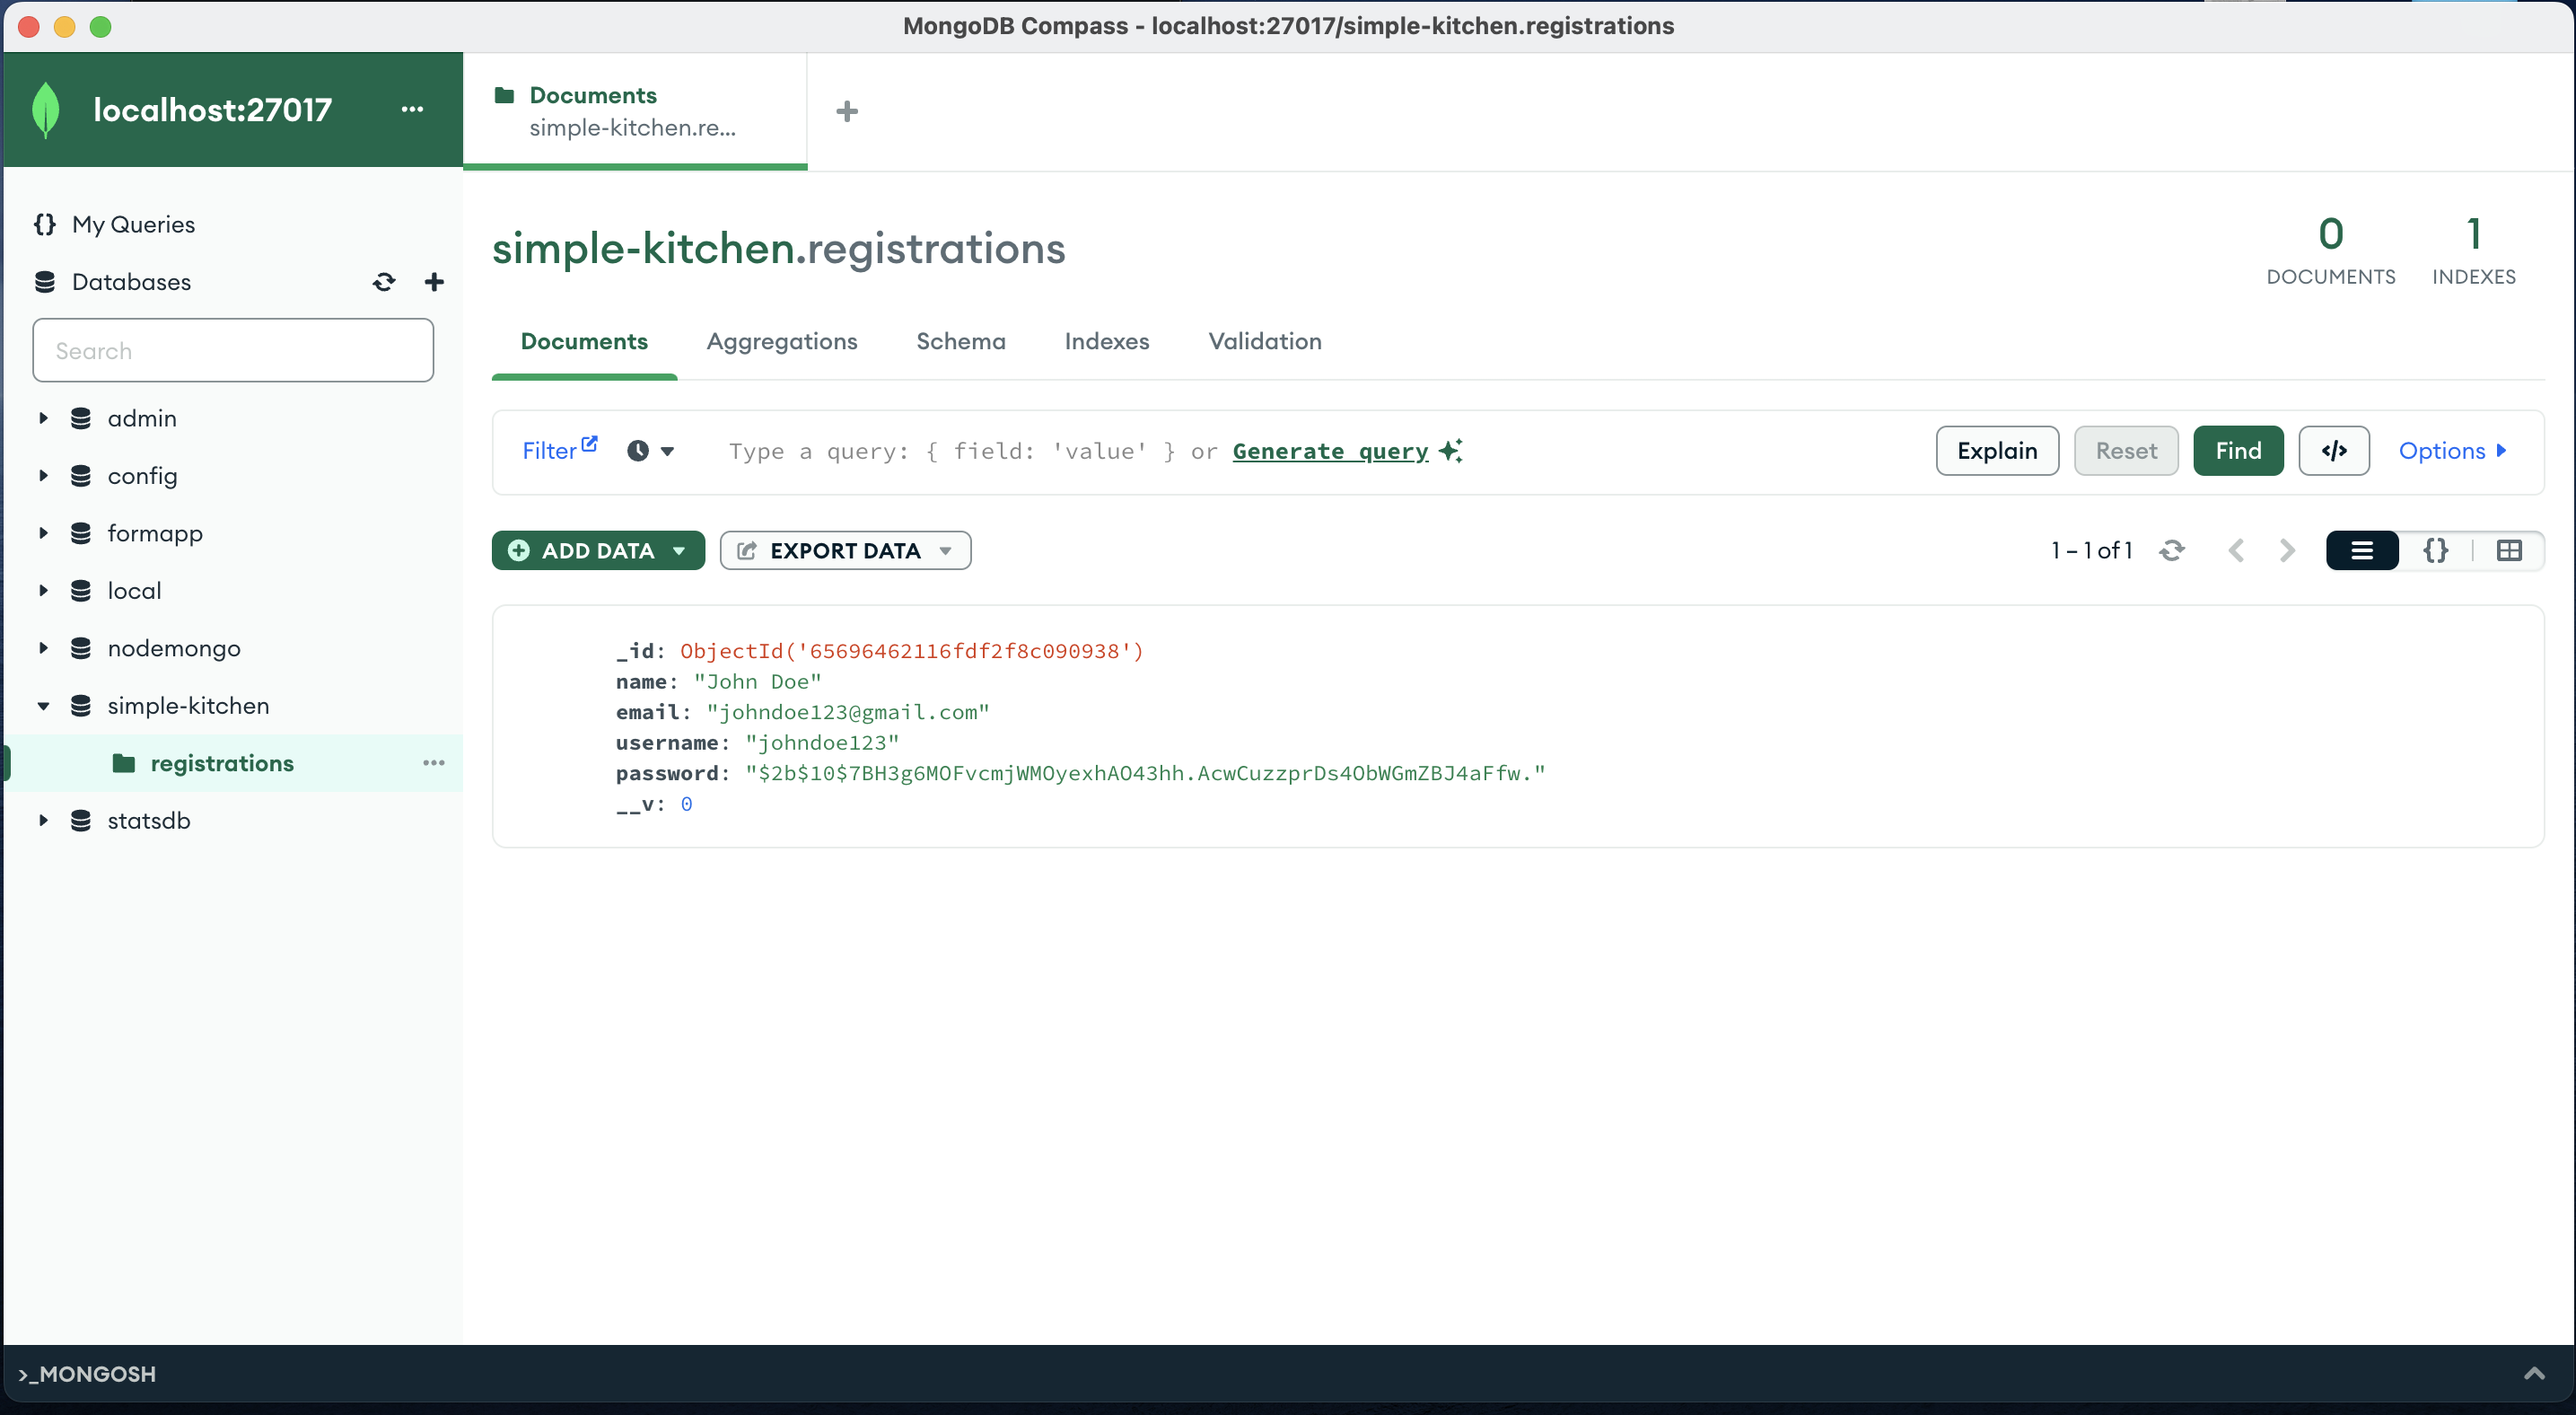 MongoDB Compass - localhost:27017/simple-kitchen.registrations
localhost:27017
Documents
simple-kitchen.re...
My Queries
Databases
Search
admin
config
formapp
local
nodemongo
simple-kitchen
registrations
statsdb
simple-kitchen.registrations
0
DOCUMENTS
1
INDEXES
Documents Aggregations Schema Indexes Validation
Filter Type a query: { field: 'value' } or Generate query Explain Reset Find </> Options
ADD DATA EXPORT DATA 1 – 1 of 1 {}
_id: ObjectId('65696462116fdf2f8c090938')
name: "John Doe"
email: "johndoe123@gmail.com"
username: "johndoe123"
password: "$2b$10$7BH3g6MOFvcmjWMOyexhAO43hh.AcwCuzzprDs4ObWGmZBJ4aFfw."
__v: 0
>_MONGOSH